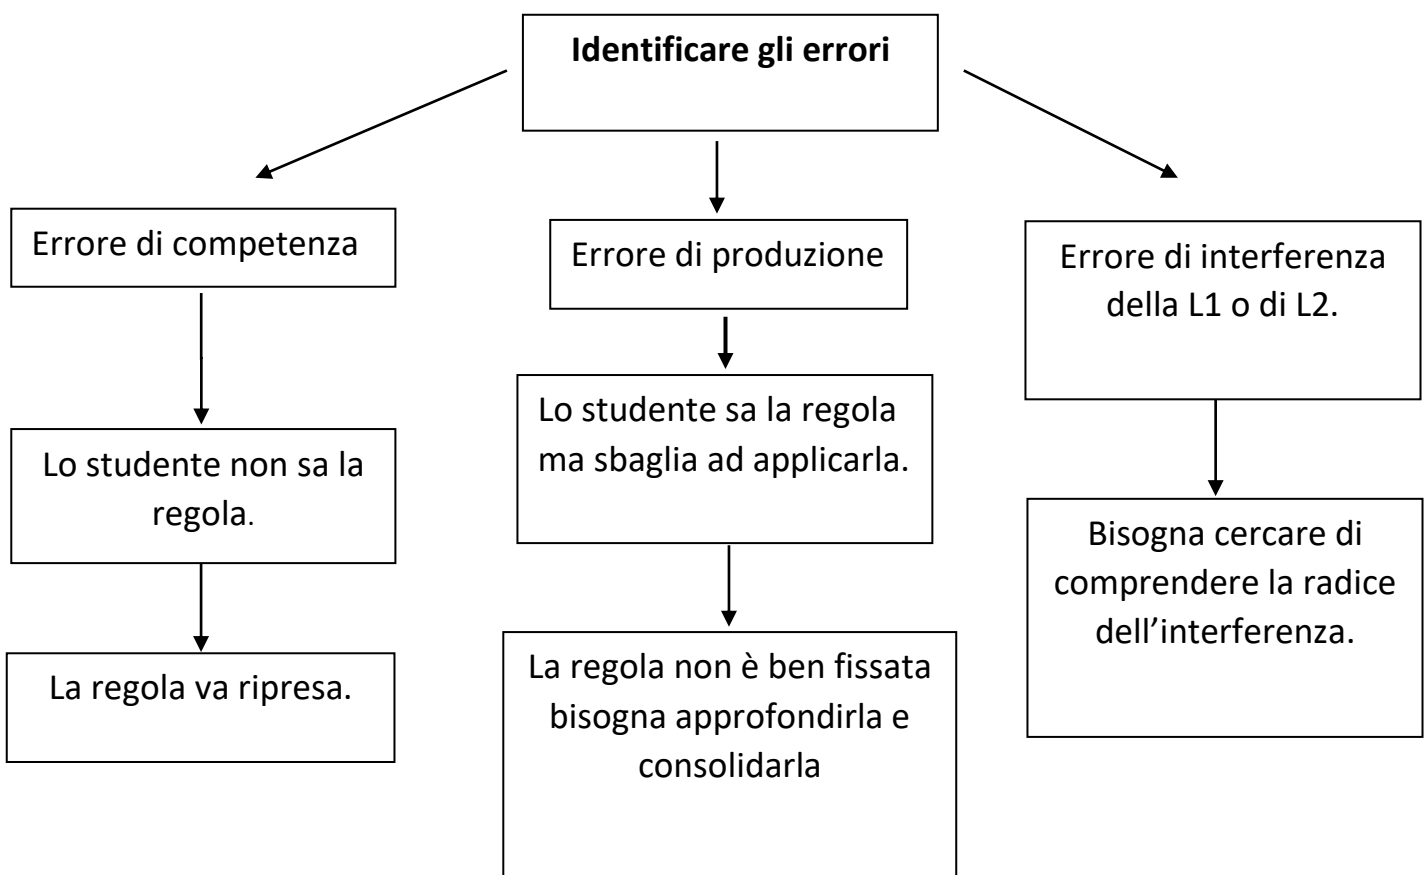 Identificare gli errori
Errore di competenza
Lo studente non sa la
regola.
La regola va ripresa.
Errore di produzione
Lo studente sa la regola
ma sbaglia ad applicarla.
La regola non è ben fissata
bisogna approfondirla e
consolidarla
Errore di interferenza
della L1 o di L2.
Bisogna cercare di
comprendere la radice
dell’interferenza.